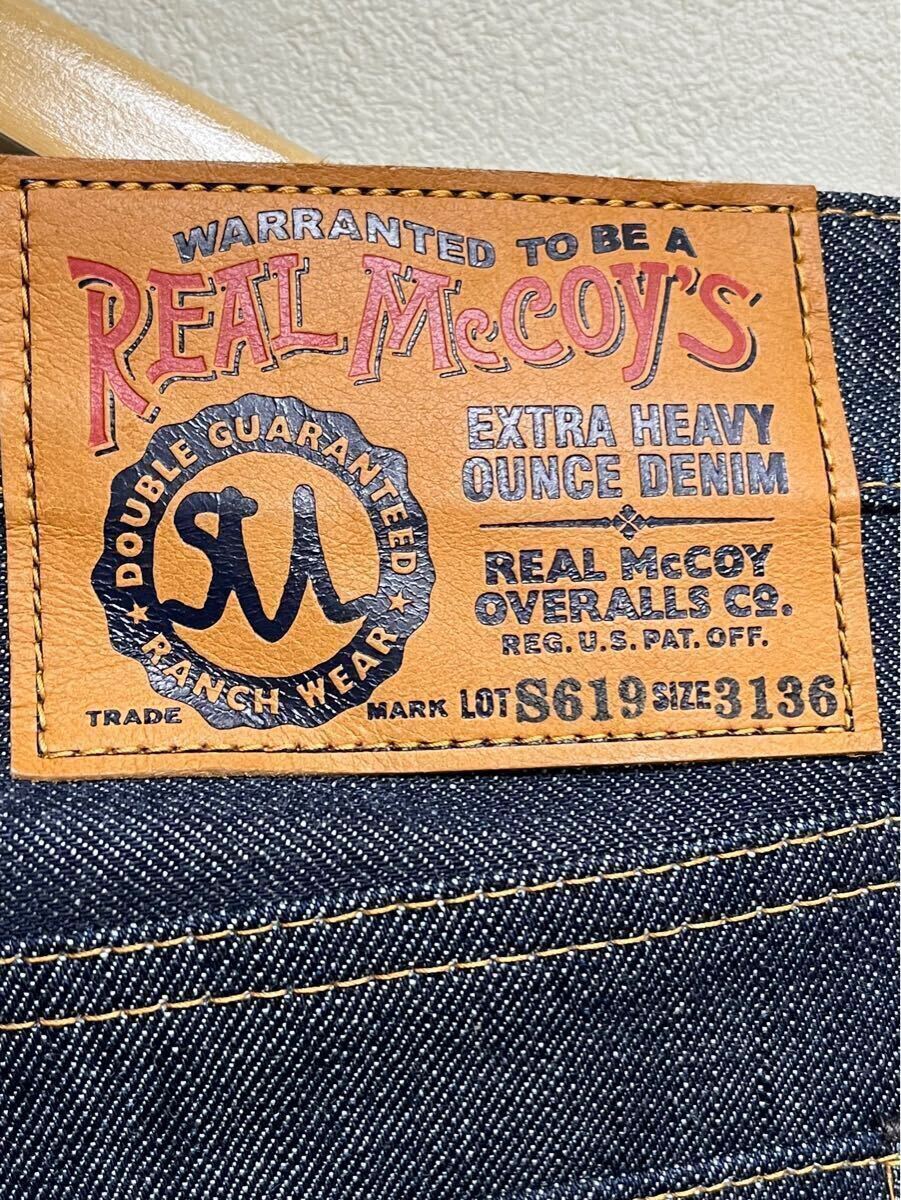 WARRANTED TO BE A
REAL McCOY'S
DOUBLE GUARANTEED
RANCH WEAR
EXTRA HEAVY
OUNCE DENIM
REAL McCOY
OVERALLS Co.
REG. U.S. PAT. OFF.
TRADE MARK LOT S619 SIZE 3136